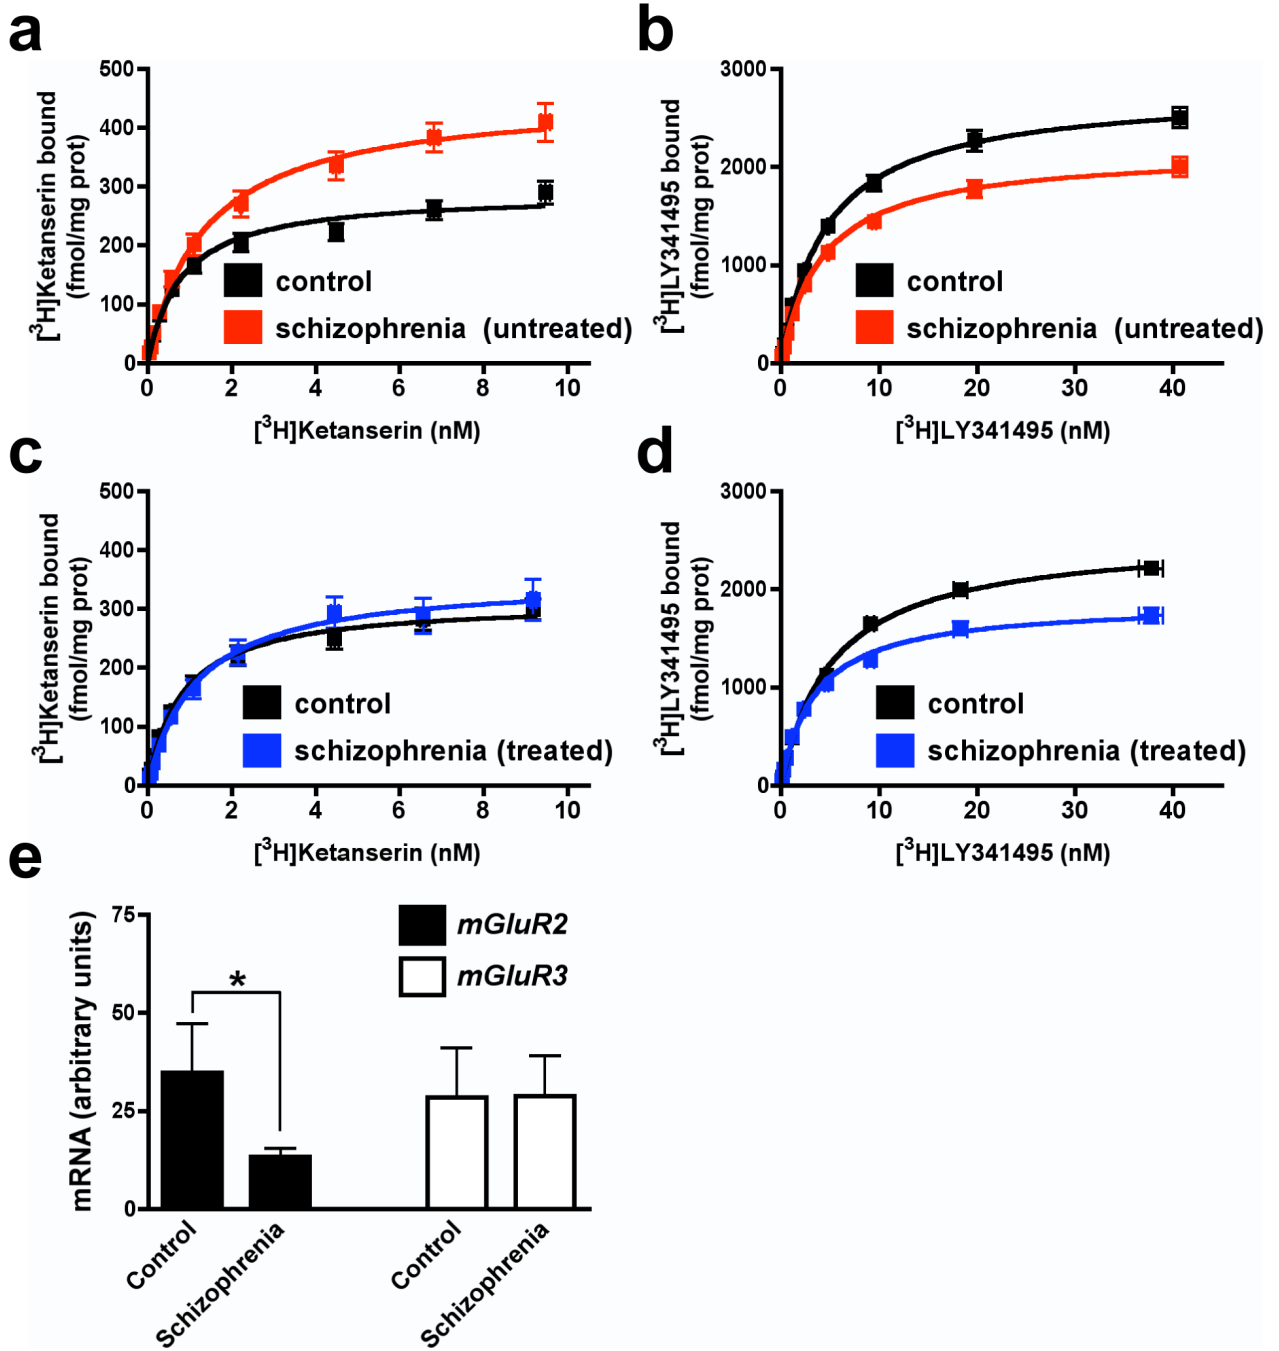 a
500
400
300
200
100
0
[³H]Ketanserin bound
(fmol/mg prot)
control
schizophrenia (untreated)
0 2 4 6 8 10
[³H]Ketanserin (nM)
b
3000
2000
1000
0
[³H]LY341495 bound
(fmol/mg prot)
control
schizophrenia (untreated)
0 10 20 30 40
[³H]LY341495 (nM)
c
500
400
300
200
100
0
[³H]Ketanserin bound
(fmol/mg prot)
control
schizophrenia (treated)
0 2 4 6 8 10
[³H]Ketanserin (nM)
d
3000
2000
1000
0
[³H]LY341495 bound
(fmol/mg prot)
control
schizophrenia (treated)
0 10 20 30 40
[³H]LY341495 (nM)
e
75
50
25
0
mRNA (arbitrary units)
mGluR2
mGluR3
*
Control
Schizophrenia
Control
Schizophrenia